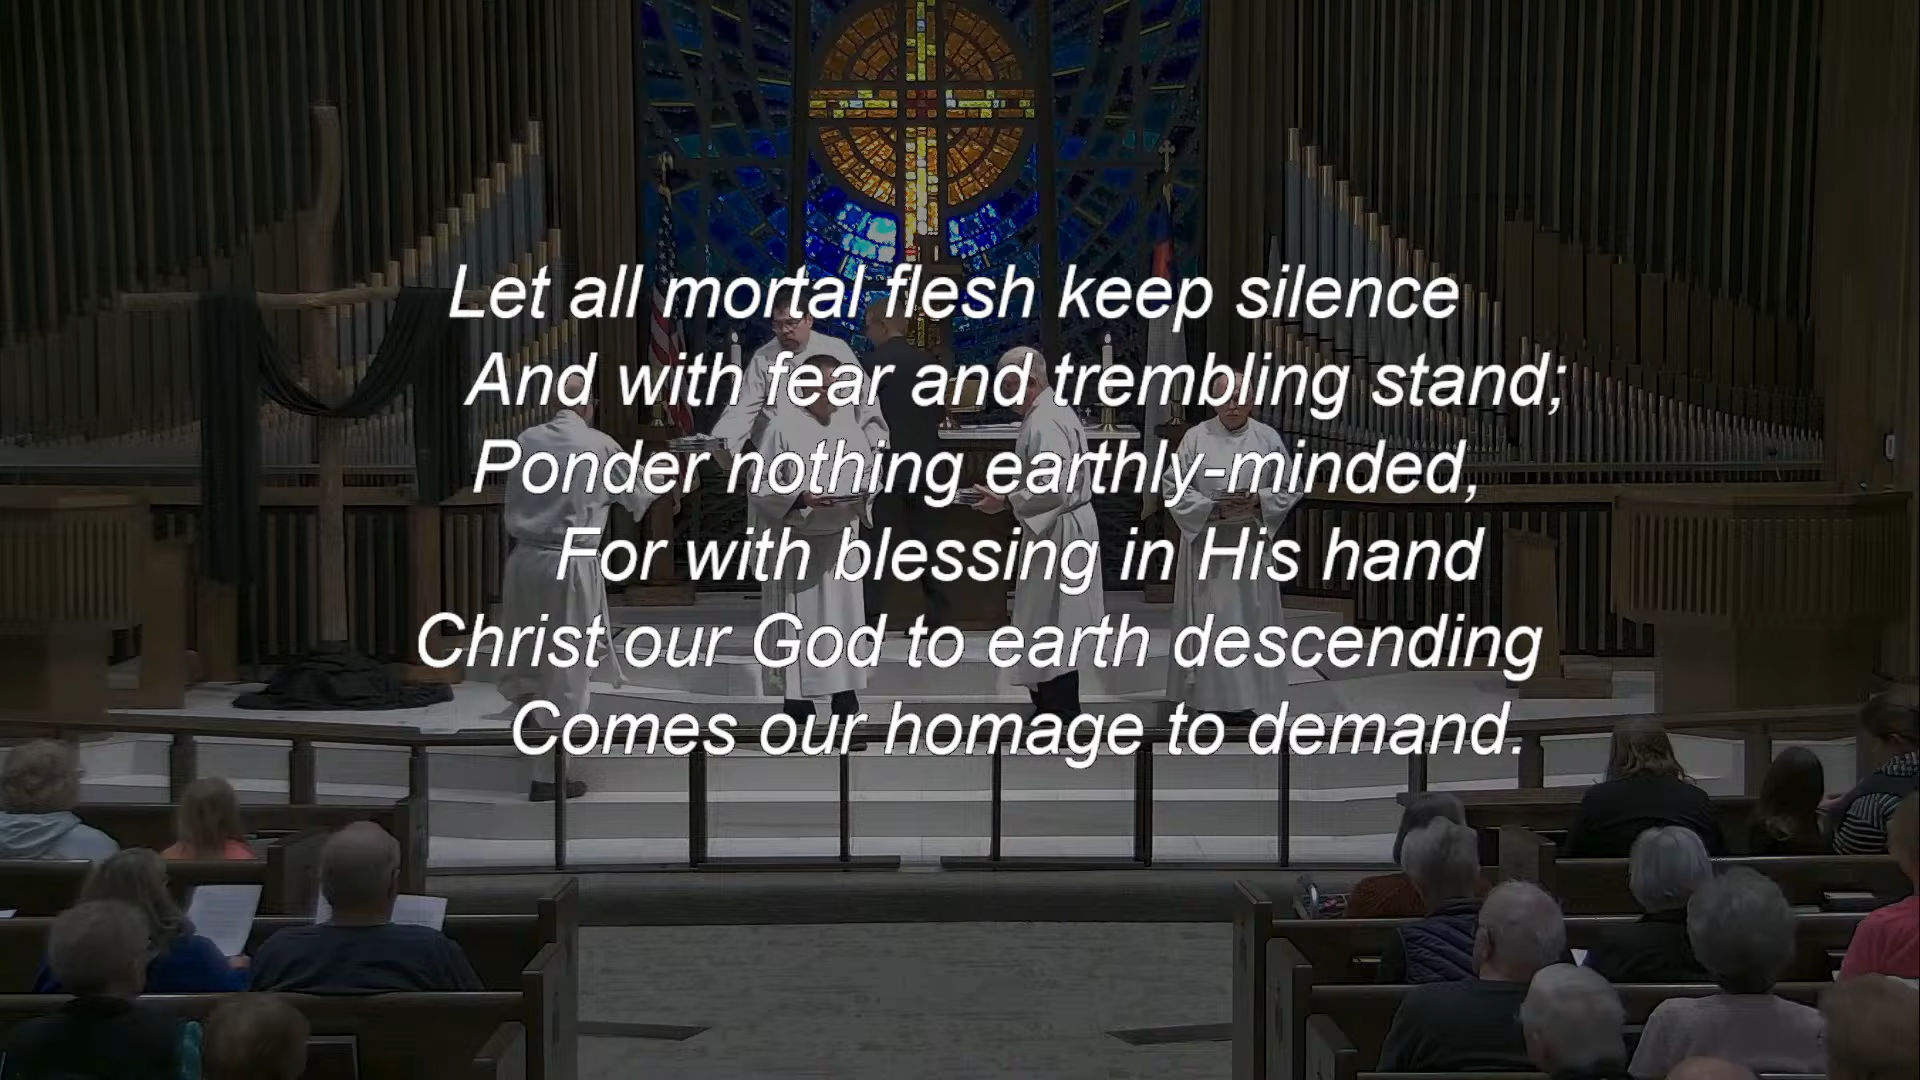 Let all mortal flesh keep silence
And with fear and trembling stand;
Ponder nothing earthly-minded,
For with blessing in His hand
Christ our God to earth descending
Comes our homage to demand.